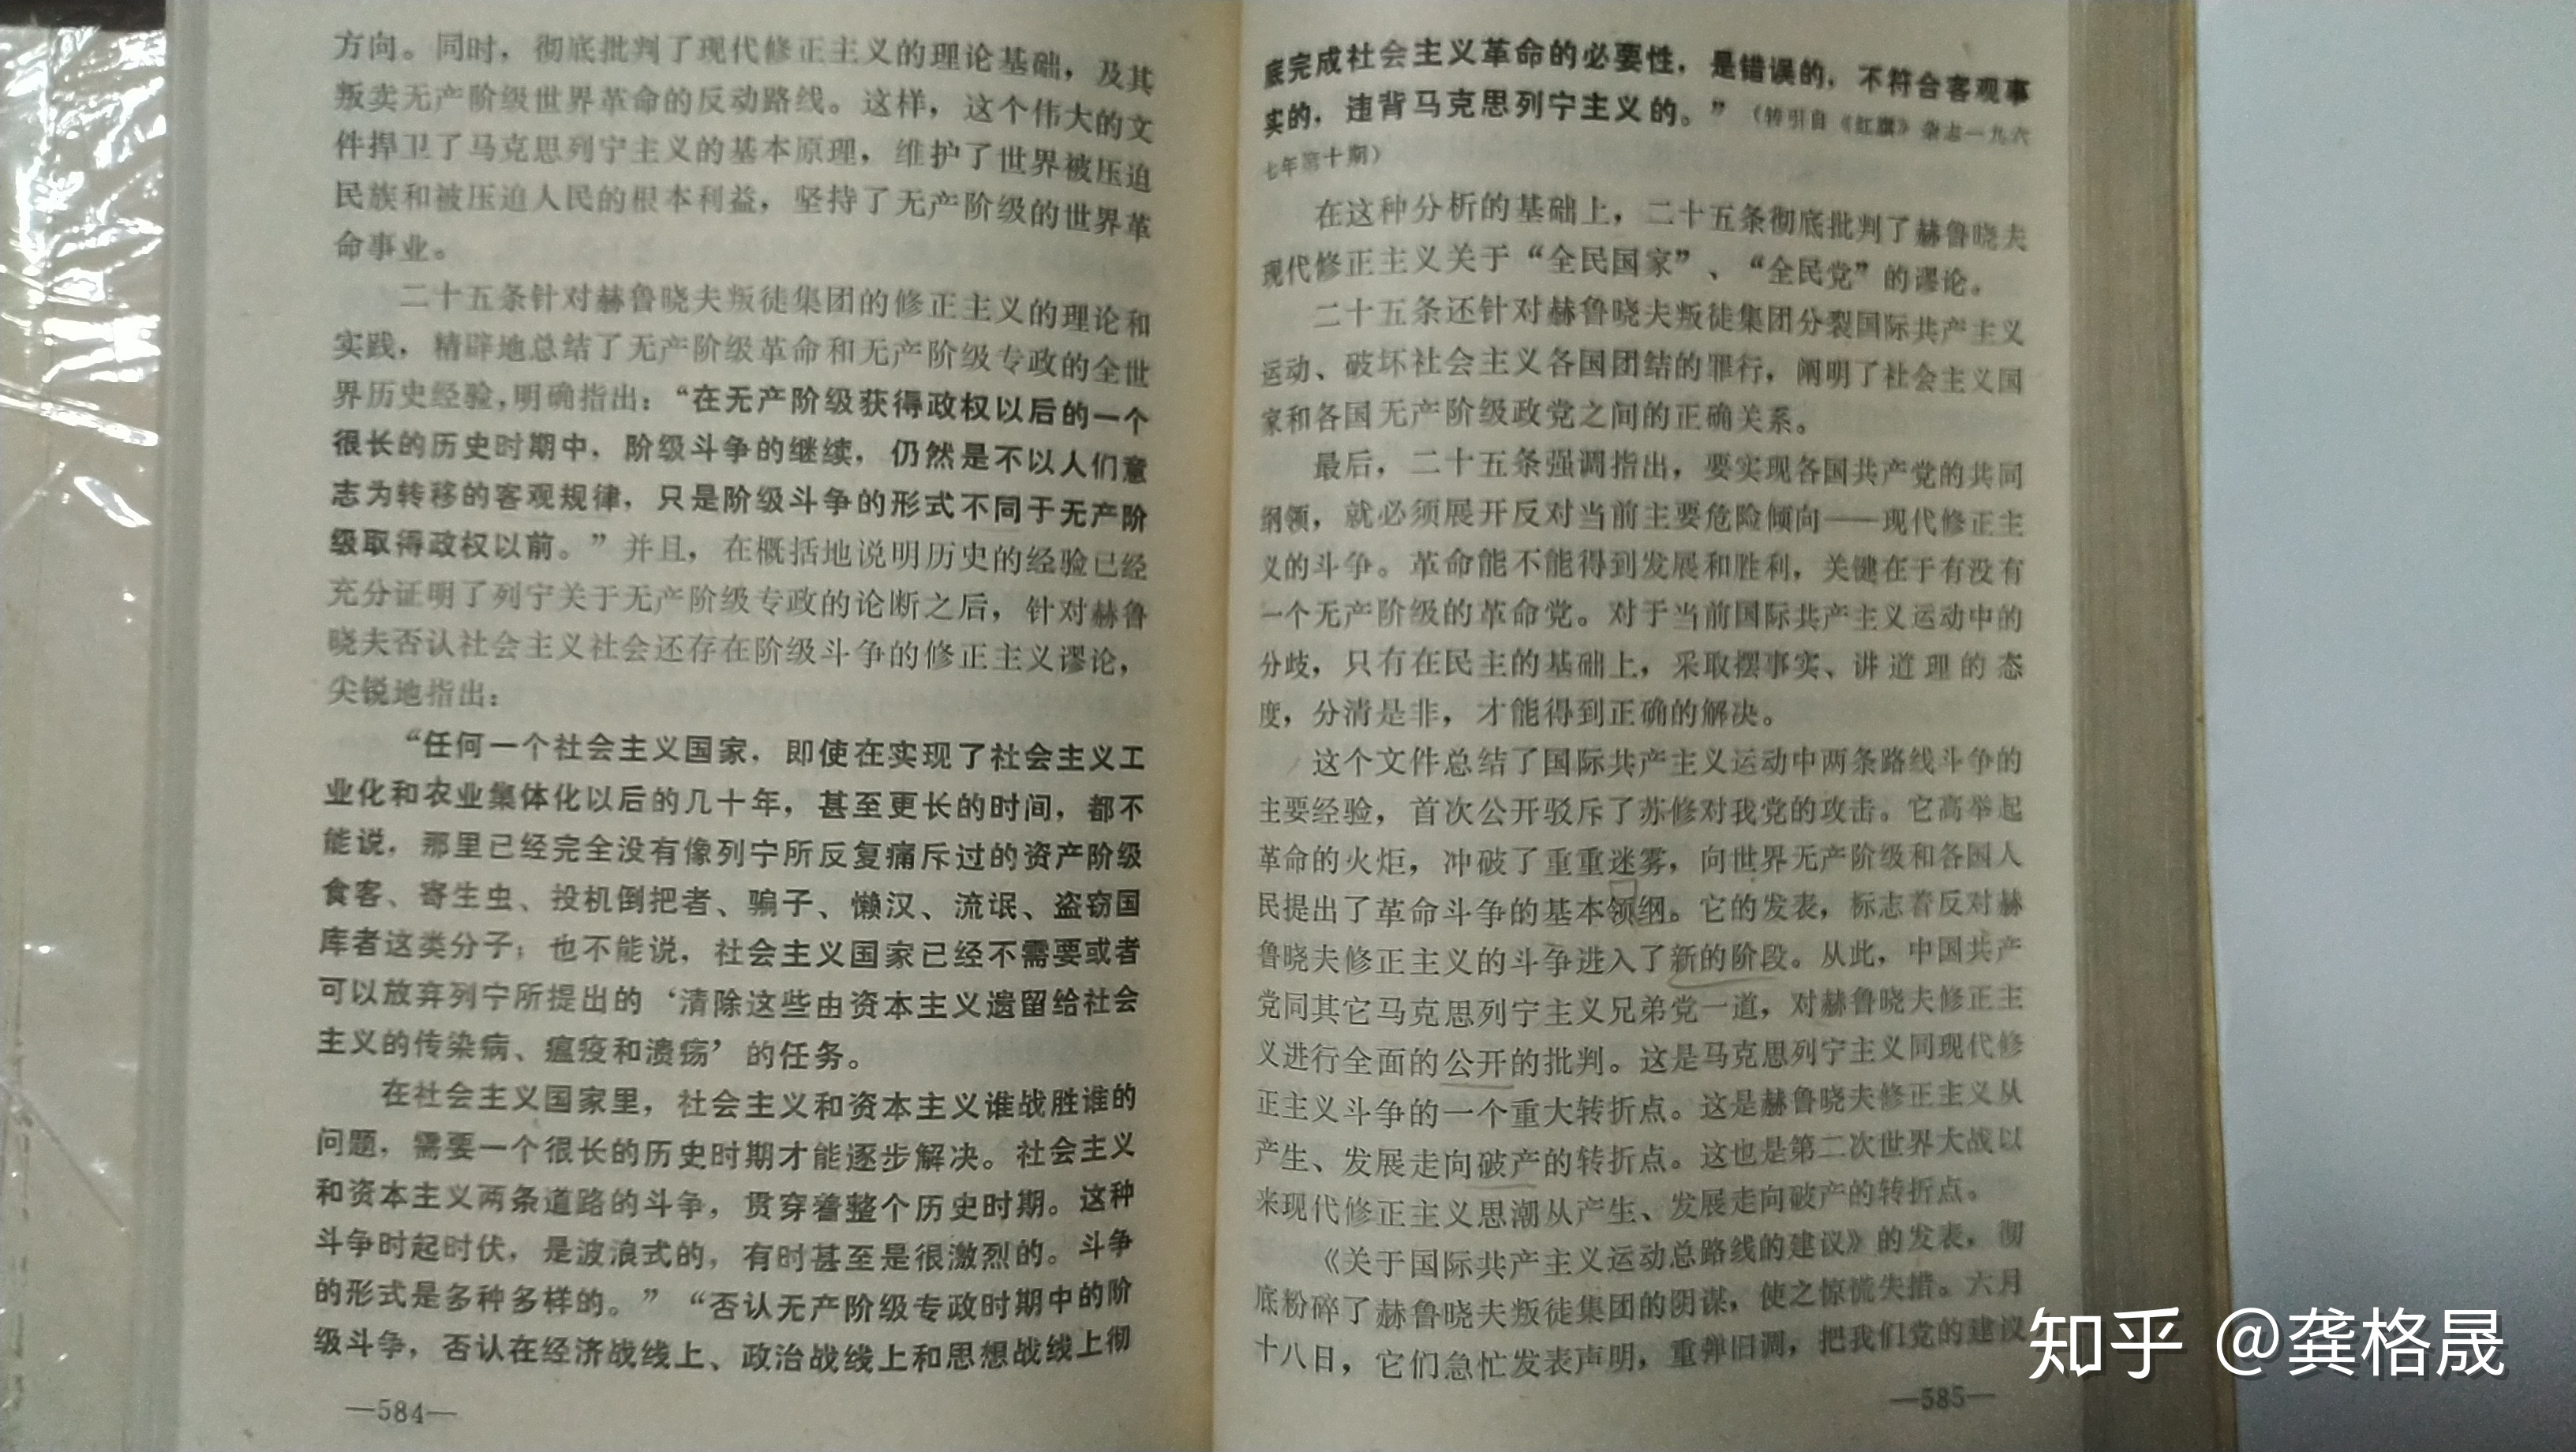 方向。同时，彻底批判了现代修正主义的理论基础，及其
叛卖无产阶级世界革命的反动路线。这样，这个伟大的文
件捍卫了马克思列宁主义的基本原理，维护了世界被压迫
民族和被压迫人民的根本利益，坚持了无产阶级的世界革
命事业。
二十五条针对赫鲁晓夫叛徒集团的修正主义的理论和
实践，精辟地总结了无产阶级革命和无产阶级专政的全世
界历史经验，明确指出：“在无产阶级获得政权以后的一个
很长的历史时期中，阶级斗争的继续，仍然是不以人们意
志为转移的客观规律，只是阶级斗争的形式不同于无产阶
级取得政权以前。”并且，在概括地说明历史的经验已经
充分证明了列宁关于无产阶级专政的论断之后，针对赫鲁
晓夫否认社会主义社会还存在阶级斗争的修正主义谬论，
尖锐地指出：
“任何一个社会主义国家，即使在实现了社会主义工
业化和农业集体化以后的几十年，甚至更长的时间，都不
能说，那里已经完全没有像列宁所反复痛斥过的资产阶级
食客、寄生虫、投机倒把者、骗子、懒汉、流氓、盗窃国
库者这类分子；也不能说，社会主义国家已经不需要或者
可以放弃列宁所提出的‘清除这些由资本主义遗留给社会
主义的传染病、瘟疫和溃疡’的任务。
在社会主义国家里，社会主义和资本主义谁战胜谁的
问题，需要一个很长的历史时期才能逐步解决。社会主义
和资本主义两条道路的斗争，贯穿着整个历史时期。这种
斗争时起时伏，是波浪式的，有时甚至是很激烈的。斗争
的形式是多种多样的。”“否认无产阶级专政时期中的阶
级斗争，否认在经济战线上、政治战线上和思想战线上彻
—584—
底完成社会主义革命的必要性，是错误的，不符合客观事
实的，违背马克思列宁主义的。”（转引自《红旗》杂志一九六
七年第十期）
在这种分析的基础上，二十五条彻底批判了赫鲁晓夫
现代修正主义关于“全民国家”、“全民党”的谬论。
二十五条还针对赫鲁晓夫叛徒集团分裂国际共产主义
运动、破坏社会主义各国团结的罪行，阐明了社会主义国
家和各国无产阶级政党之间的正确关系。
最后，二十五条强调指出，要实现各国共产党的共同
纲领，就必须展开反对当前主要危险倾向——现代修正主
义的斗争。革命能不能得到发展和胜利，关健在于有没有
一个无产阶级的革命党。对于当前国际共产主义运动中的
分歧，只有在民主的基础上，采取摆事实、讲道理的态
度，分清是非，才能得到正确的解决。
这个文件总结了国际共产主义运动中两条路线斗争的
主要经验，首次公开驳斥了苏修对我党的攻击。它高举起
革命的火炬，冲破了重重迷雾，向世界无产阶级和各国人
民提出了革命斗争的基本领纲。它的发表，标志着反对赫
鲁晓夫修正主义的斗争进入了新的阶段。从此，中国共产
党同其它马克思列宁主义兄弟党一道，对赫鲁晓夫修正主
义进行全面的公开的批判。这是马克思列宁主义同现代修
正主义斗争的一个重大转折点。这是赫鲁晓夫修正主义从
产生、发展走向破产的转折点。这也是第二次世界大战以
来现代修正主义思潮从产生、发展走向破产的转折点。
《关于国际共产主义运动总路线的建议》的发表，彻
底粉碎了赫鲁晓夫叛徒集团的阴谋，使之惊慌失措。六月
十八日，它们急忙发表声明，重弹旧调，把我们党的建议
—585—
知乎 @龚格晟